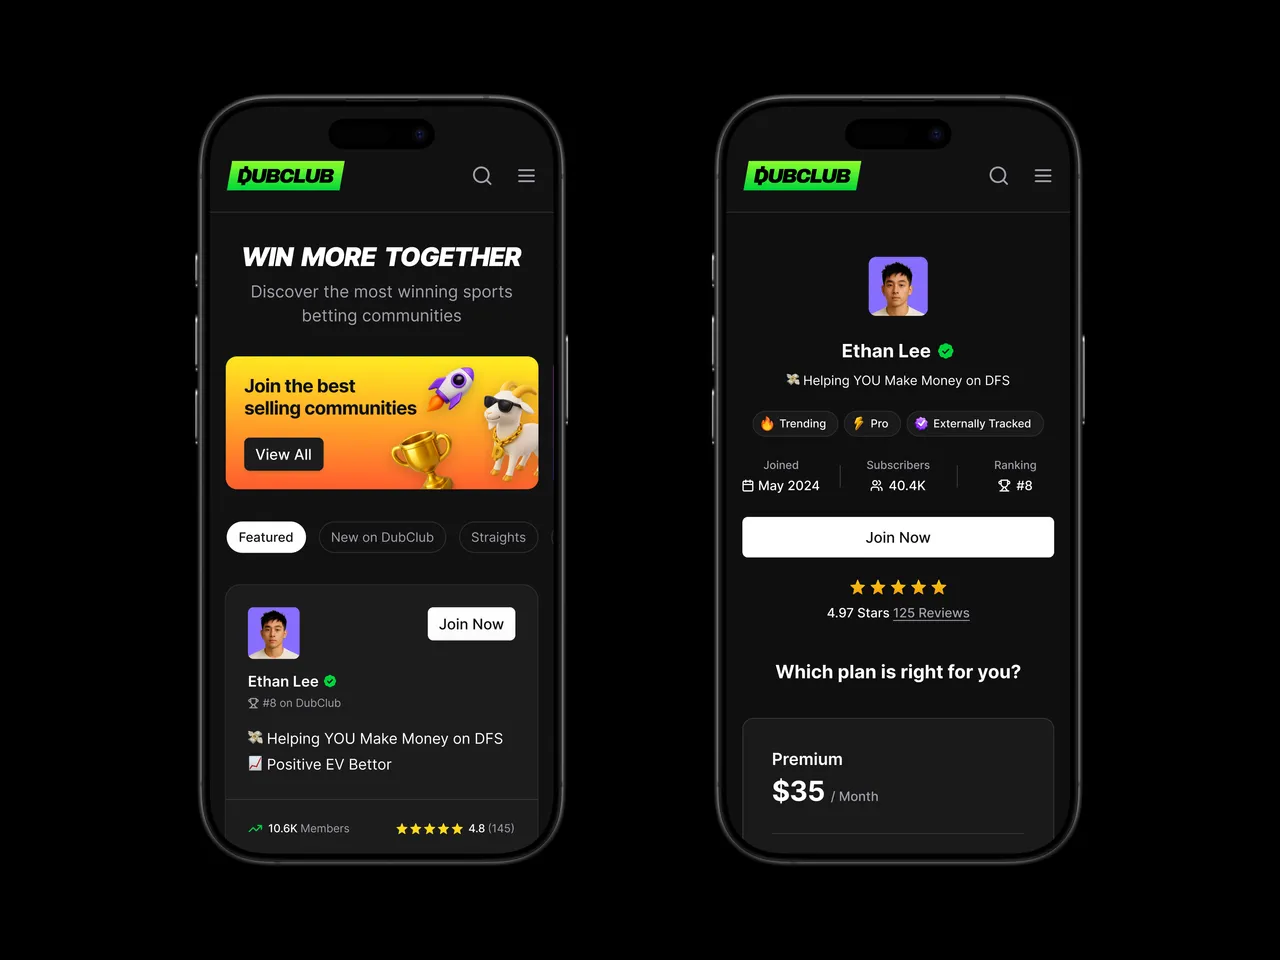 DUBCLUB
WIN MORE TOGETHER
Discover the most winning sports
betting communities
Join the best
selling communities
View All
Featured
New on DubClub
Straights
Join Now
Ethan Lee
#8 on DubClub
💸 Helping YOU Make Money on DFS
📈 Positive EV Bettor
10.6K Members
4.8 (145)
DUBCLUB
Ethan Lee
💸 Helping YOU Make Money on DFS
🔥 Trending
⚡ Pro
Externally Tracked
Joined
May 2024
Subscribers
40.4K
Ranking
#8
Join Now
4.97 Stars 125 Reviews
Which plan is right for you?
Premium
$35 / Month